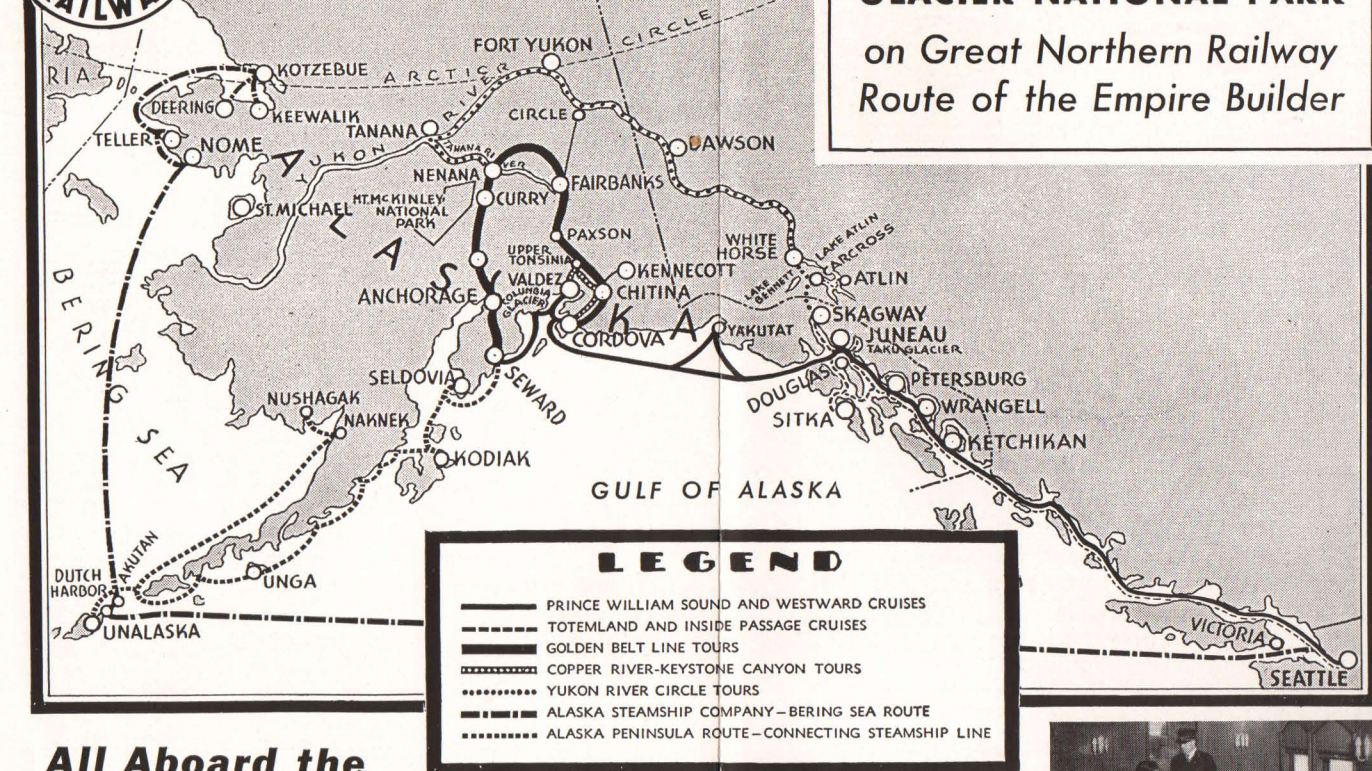 RAILWAY
GLACIER NATIONAL PARK
on Great Northern Railway
Route of the Empire Builder
RIA
ARCTIC CIRCLE
KOTZEBUE
FORT YUKON
DEERING
KEEWALIK
CIRCLE
TELLER
NOME
TANANA
YUKON RIVER
TANANA RIVER
DAWSON
NENANA
FAIRBANKS
ST. MICHAEL
MT. McKINLEY
NATIONAL
PARK
CURRY
ALASKA
PAXSON
UPPER
TONSINA
WHITE
HORSE
LAKE ATLIN
CARCROSS
LAKE
BENNETT
ATLIN
VALDEZ
KENNECOTT
COLUMBIA
GLACIER
CHITINA
ANCHORAGE
CORDOVA
YAKUTAT
SKAGWAY
JUNEAU
TAKU GLACIER
BERING SEA
SELDOVIA
SEWARD
DOUGLAS
PETERSBURG
NUSHAGAK
NAKNEK
SITKA
WRANGELL
KETCHIKAN
KODIAK
GULF OF ALASKA
AKUTAN
DUTCH
HARBOR
UNGA
UNALASKA
VICTORIA
SEATTLE
LEGEND
PRINCE WILLIAM SOUND AND WESTWARD CRUISES
TOTEMLAND AND INSIDE PASSAGE CRUISES
GOLDEN BELT LINE TOURS
COPPER RIVER-KEYSTONE CANYON TOURS
YUKON RIVER CIRCLE TOURS
ALASKA STEAMSHIP COMPANY—BERING SEA ROUTE
ALASKA PENINSULA ROUTE—CONNECTING STEAMSHIP LINE
All Aboard the